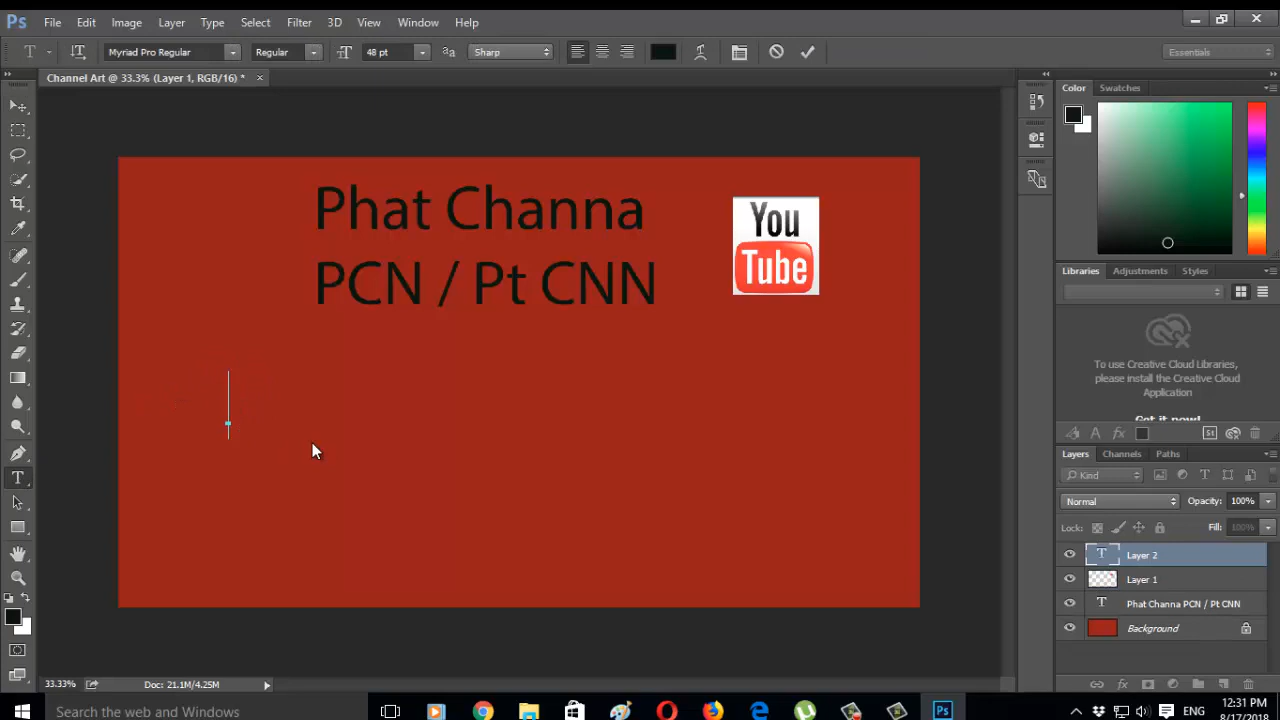 Ps File Edit Image Layer Type Select Filter 3D View Window Help
T Myriad Pro Regular Regular 48 pt aa Sharp Essentials
Channel Art @ 33.3% (Layer 1, RGB/16) * ×
Color Swatches
Phat Channa
PCN / Pt CNN
You
Tube
Libraries Adjustments Styles
To use Creative Cloud Libraries,
please install the Creative Cloud
Application
Get it now!
Layers Channels Paths
Kind
Normal Opacity: 100%
Lock: Fill: 100%
T Layer 2
Layer 1
T Phat Channa PCN / Pt CNN
Background
33.33% Doc: 21.1M/4.25M
Search the web and Windows
ENG 12:31 PM